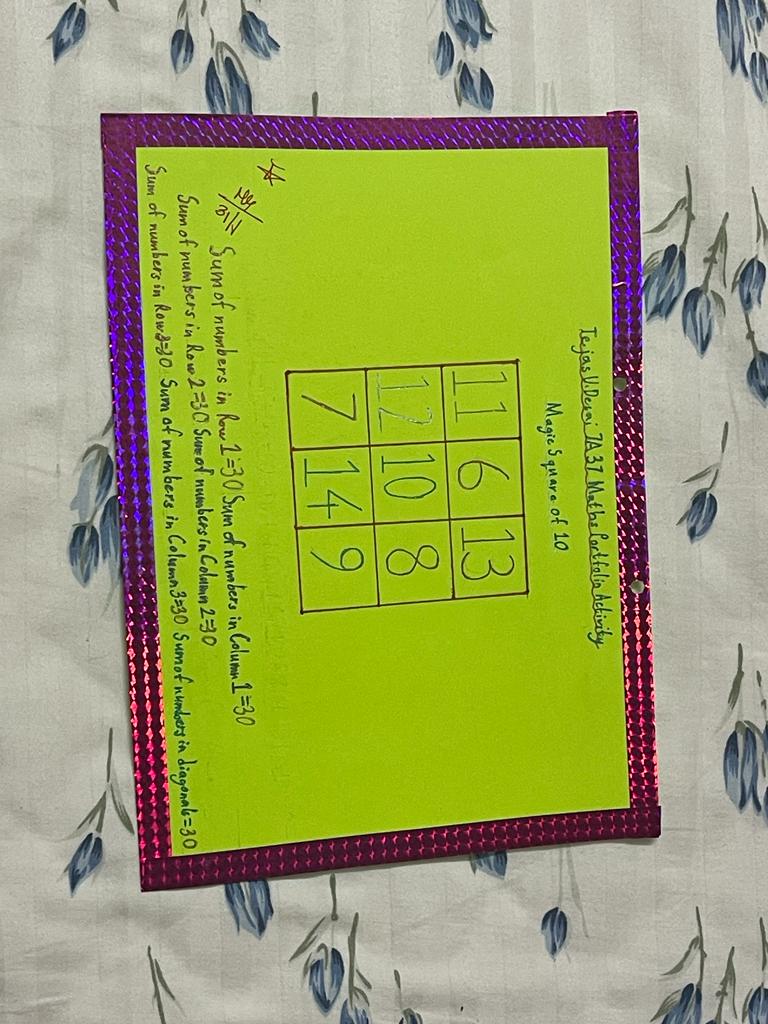 Tejas V.Desai 7A 37 Maths Portfolio Activity
Magic Square of 10
11 6 13
12 10 8
7 14 9
Sum of numbers in Row 1=30 Sum of numbers in Column 1=30
Sum of numbers in Row 2=30 Sum of numbers in Column 2=30
Sum of numbers in Row 3=30 Sum of numbers in Column 3=30 Sum of numbers in diagonals=30